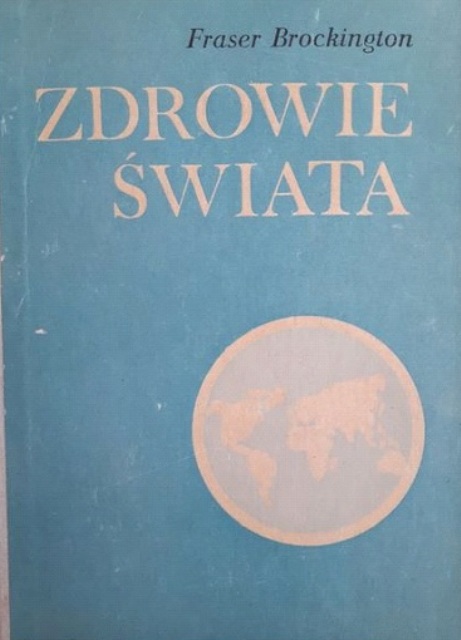 Fraser Brockington
ZDROWIE
ŚWIATA